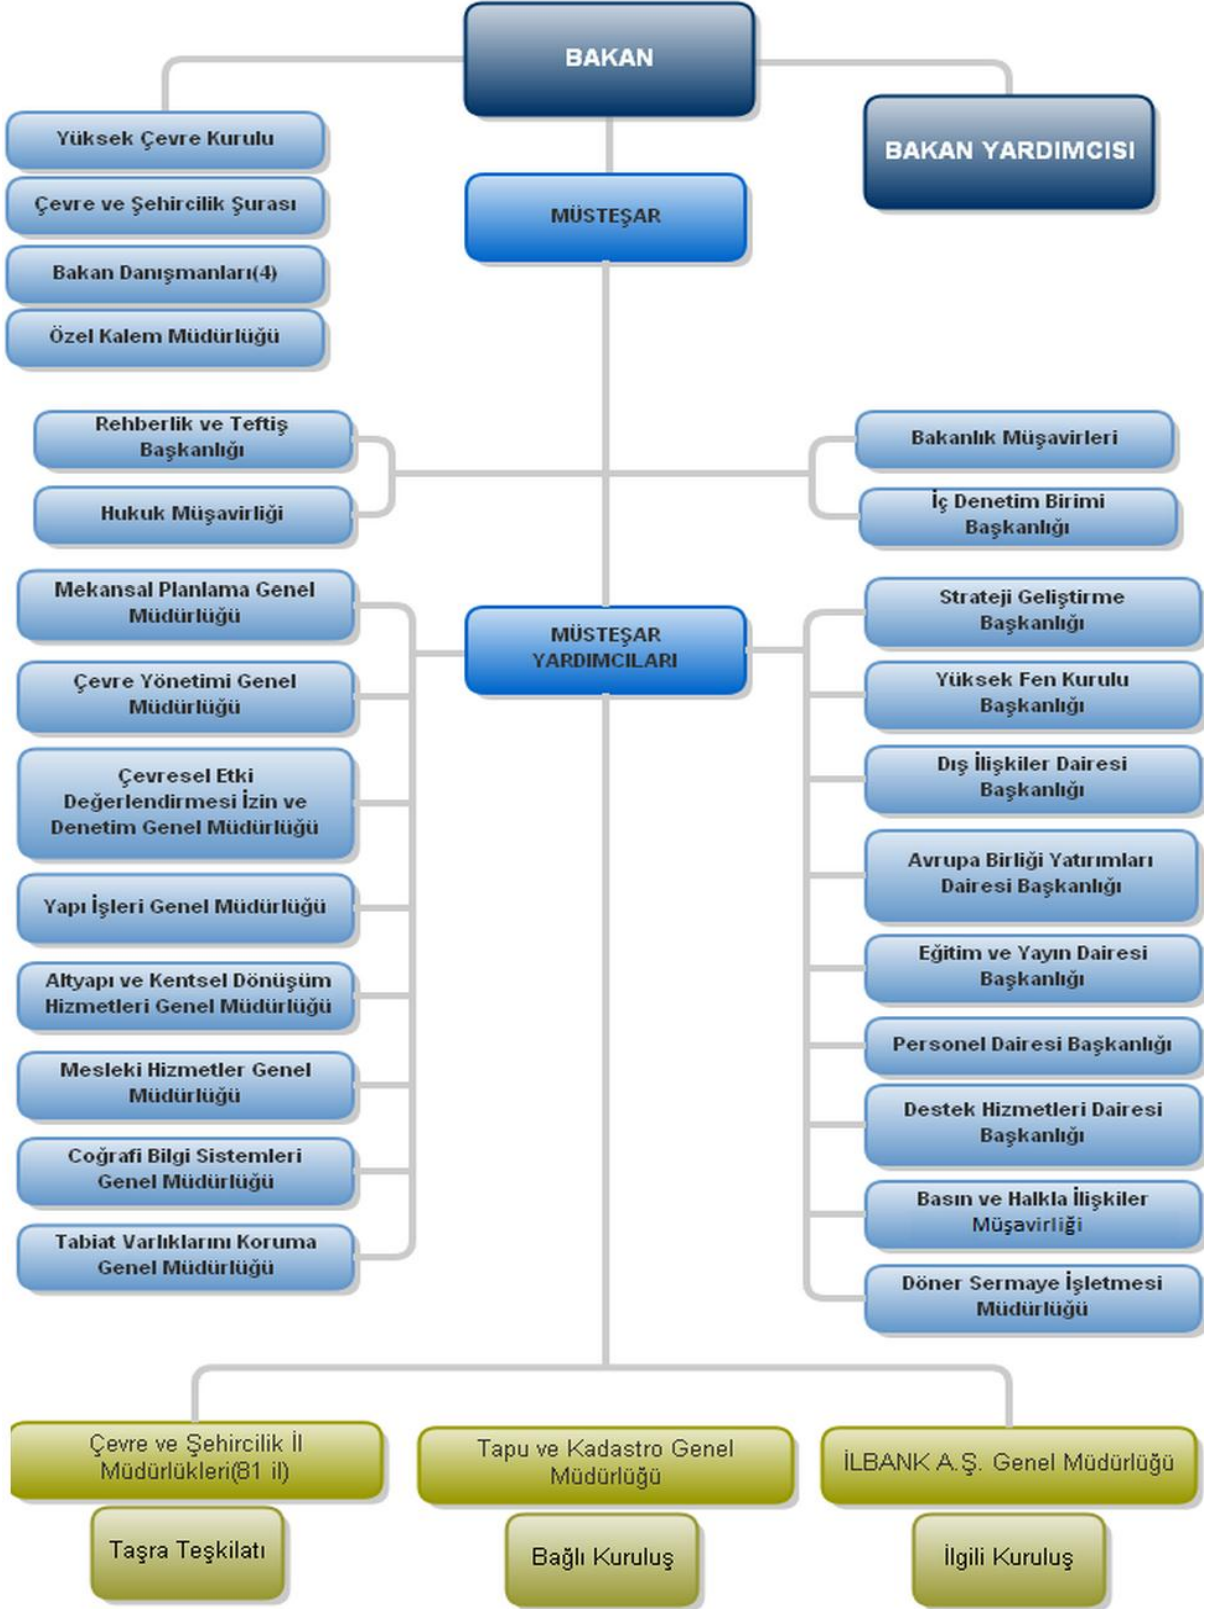 BAKAN
BAKAN YARDIMCISI
Yüksek Çevre Kurulu
Çevre ve Şehircilik Şurası
Bakan Danışmanları(4)
Özel Kalem Müdürlüğü
MÜSTEŞAR
Rehberlik ve Teftiş
Başkanlığı
Hukuk Müşavirliği
Bakanlık Müşavirleri
İç Denetim Birimi
Başkanlığı
MÜSTEŞAR
YARDIMCILARI
Mekansal Planlama Genel
Müdürlüğü
Çevre Yönetimi Genel
Müdürlüğü
Çevresel Etki
Değerlendirmesi İzin ve
Denetim Genel Müdürlüğü
Yapı İşleri Genel Müdürlüğü
Altyapı ve Kentsel Dönüşüm
Hizmetleri Genel Müdürlüğü
Mesleki Hizmetler Genel
Müdürlüğü
Coğrafi Bilgi Sistemleri
Genel Müdürlüğü
Tabiat Varlıklarını Koruma
Genel Müdürlüğü
Strateji Geliştirme
Başkanlığı
Yüksek Fen Kurulu
Başkanlığı
Dış İlişkiler Dairesi
Başkanlığı
Avrupa Birliği Yatırımları
Dairesi Başkanlığı
Eğitim ve Yayın Dairesi
Başkanlığı
Personel Dairesi Başkanlığı
Destek Hizmetleri Dairesi
Başkanlığı
Basın ve Halkla İlişkiler
Müşavirliği
Döner Sermaye İşletmesi
Müdürlüğü
Çevre ve Şehircilik İl
Müdürlükleri(81 il)
Taşra Teşkilatı
Tapu ve Kadastro Genel
Müdürlüğü
Bağlı Kuruluş
İLBANK A.Ş. Genel Müdürlüğü
İlgili Kuruluş